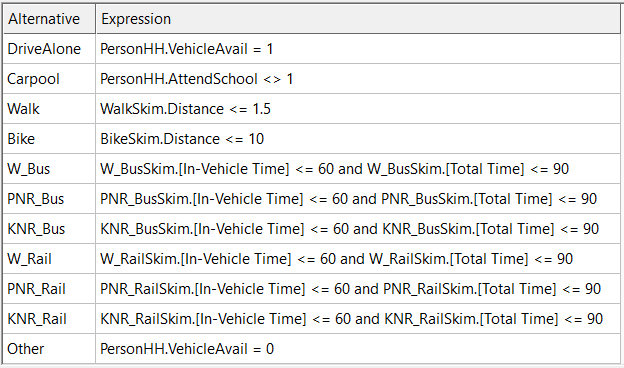 Alternative Expression
DriveAlone PersonHH.VehicleAvail = 1
Carpool PersonHH.AttendSchool <> 1
Walk WalkSkim.Distance <= 1.5
Bike BikeSkim.Distance <= 10
W_Bus W_BusSkim.[In-Vehicle Time] <= 60 and W_BusSkim.[Total Time] <= 90
PNR_Bus PNR_BusSkim.[In-Vehicle Time] <= 60 and PNR_BusSkim.[Total Time] <= 90
KNR_Bus KNR_BusSkim.[In-Vehicle Time] <= 60 and KNR_BusSkim.[Total Time] <= 90
W_Rail W_RailSkim.[In-Vehicle Time] <= 60 and W_RailSkim.[Total Time] <= 90
PNR_Rail PNR_RailSkim.[In-Vehicle Time] <= 60 and PNR_RailSkim.[Total Time] <= 90
KNR_Rail KNR_RailSkim.[In-Vehicle Time] <= 60 and KNR_RailSkim.[Total Time] <= 90
Other PersonHH.VehicleAvail = 0